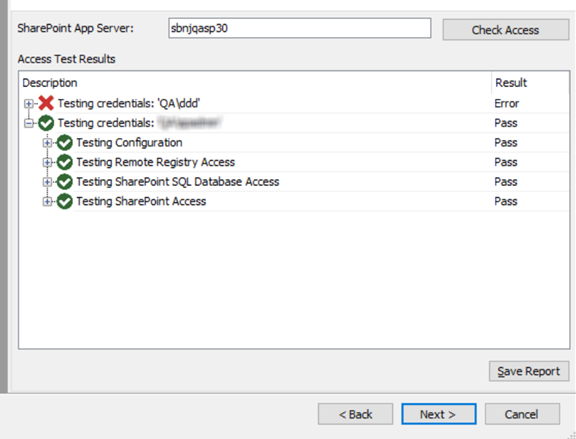 SharePoint App Server: sbnjqasp30 Check Access
Access Test Results
Description Result
Testing credentials: 'QA\ddd' Error
Testing credentials: Pass
Testing Configuration Pass
Testing Remote Registry Access Pass
Testing SharePoint SQL Database Access Pass
Testing SharePoint Access Pass
Save Report
< Back Next > Cancel